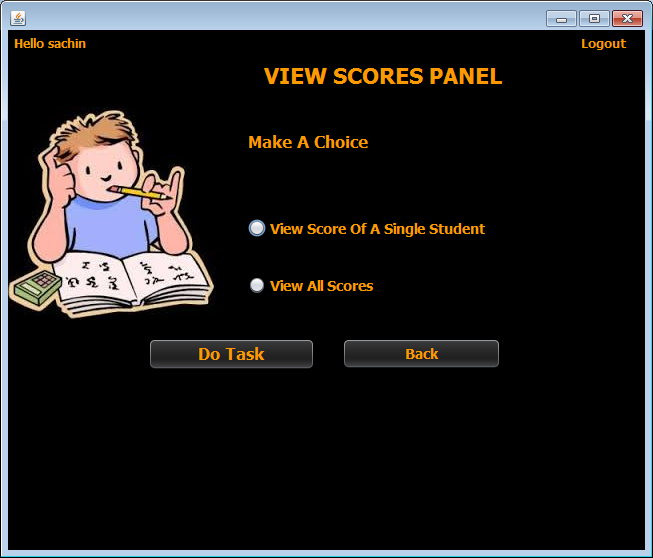 Hello sachin
Logout
VIEW SCORES PANEL
Make A Choice
View Score Of A Single Student
View All Scores
Do Task
Back